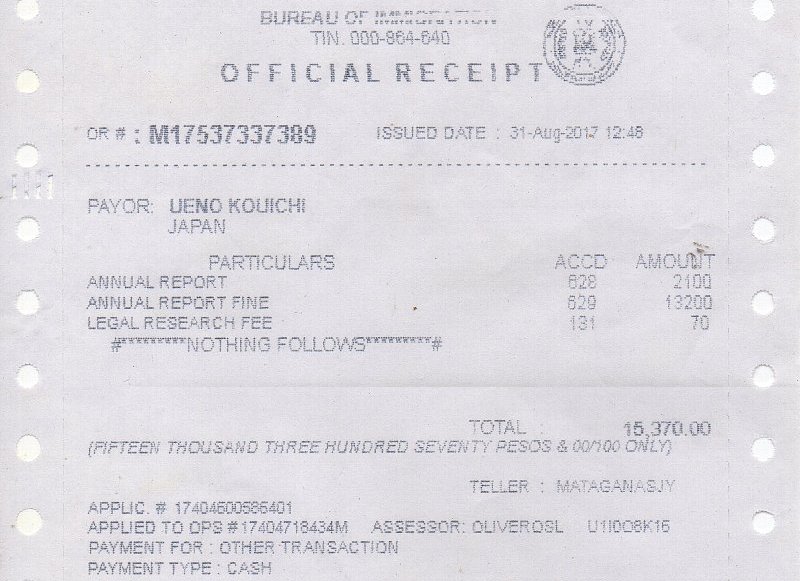 BUREAU OF IMMIGRATION
TIN. 000-864-640
OFFICIAL RECEIPT
OR # : M17537337389 ISSUED DATE : 31-Aug-2017 12:48
PAYOR: UENO KOUICHI
JAPAN
PARTICULARS ACCD AMOUNT
ANNUAL REPORT 628 2100
ANNUAL REPORT FINE 629 13200
LEGAL RESEARCH FEE 131 70
#*********NOTHING FOLLOWS*********#
TOTAL : 15,370.00
(FIFTEEN THOUSAND THREE HUNDRED SEVENTY PESOS & 00/100 ONLY)
TELLER : MATAGANASJY
APPLIC. # 17404600586401
APPLIED TO OPS #17404718434M ASSESSOR: OLIVEROSL U1I0O8K16
PAYMENT FOR : OTHER TRANSACTION
PAYMENT TYPE : CASH